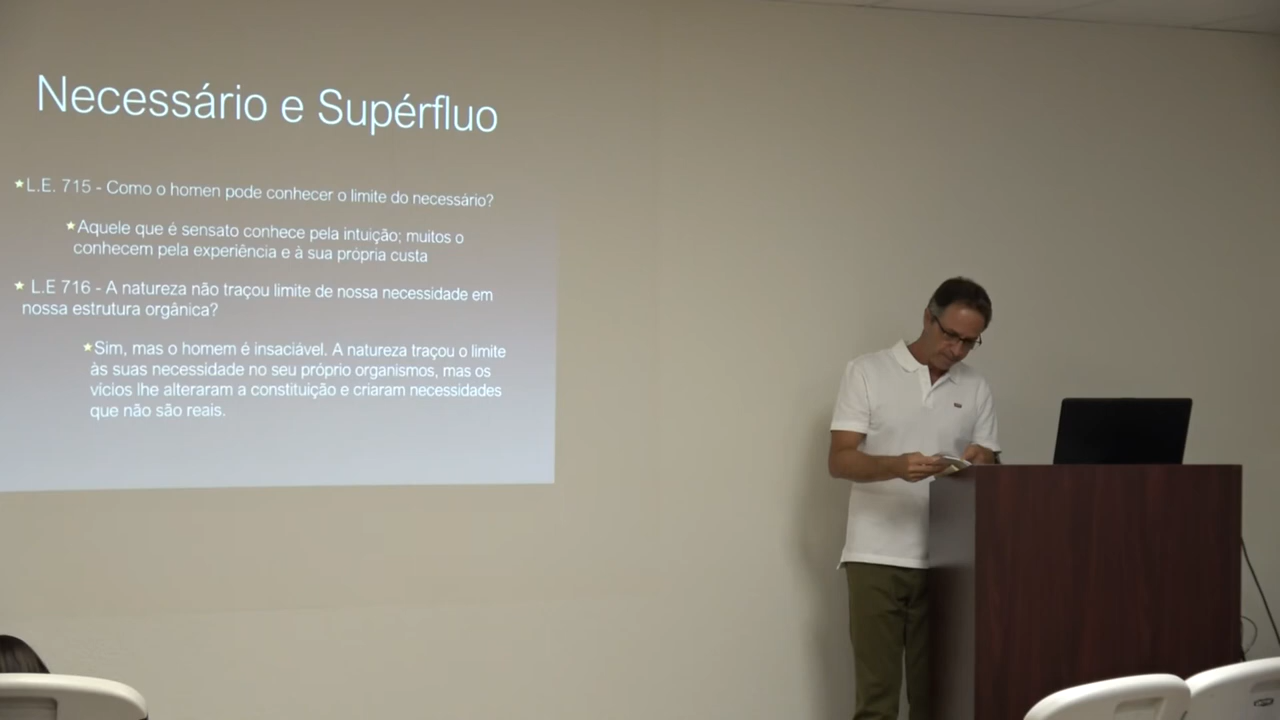 Necessário e Supérfluo
L.E. 715 - Como o homen pode conhecer o limite do necessário?
Aquele que é sensato conhece pela intuição; muitos o
conhecem pela experiência e à sua própria custa
L.E 716 - A natureza não traçou limite de nossa necessidade em
nossa estrutura orgânica?
Sim, mas o homem é insaciável. A natureza traçou o limite
às suas necessidade no seu próprio organismos, mas os
vícios lhe alteraram a constituição e criaram necessidades
que não são reais.